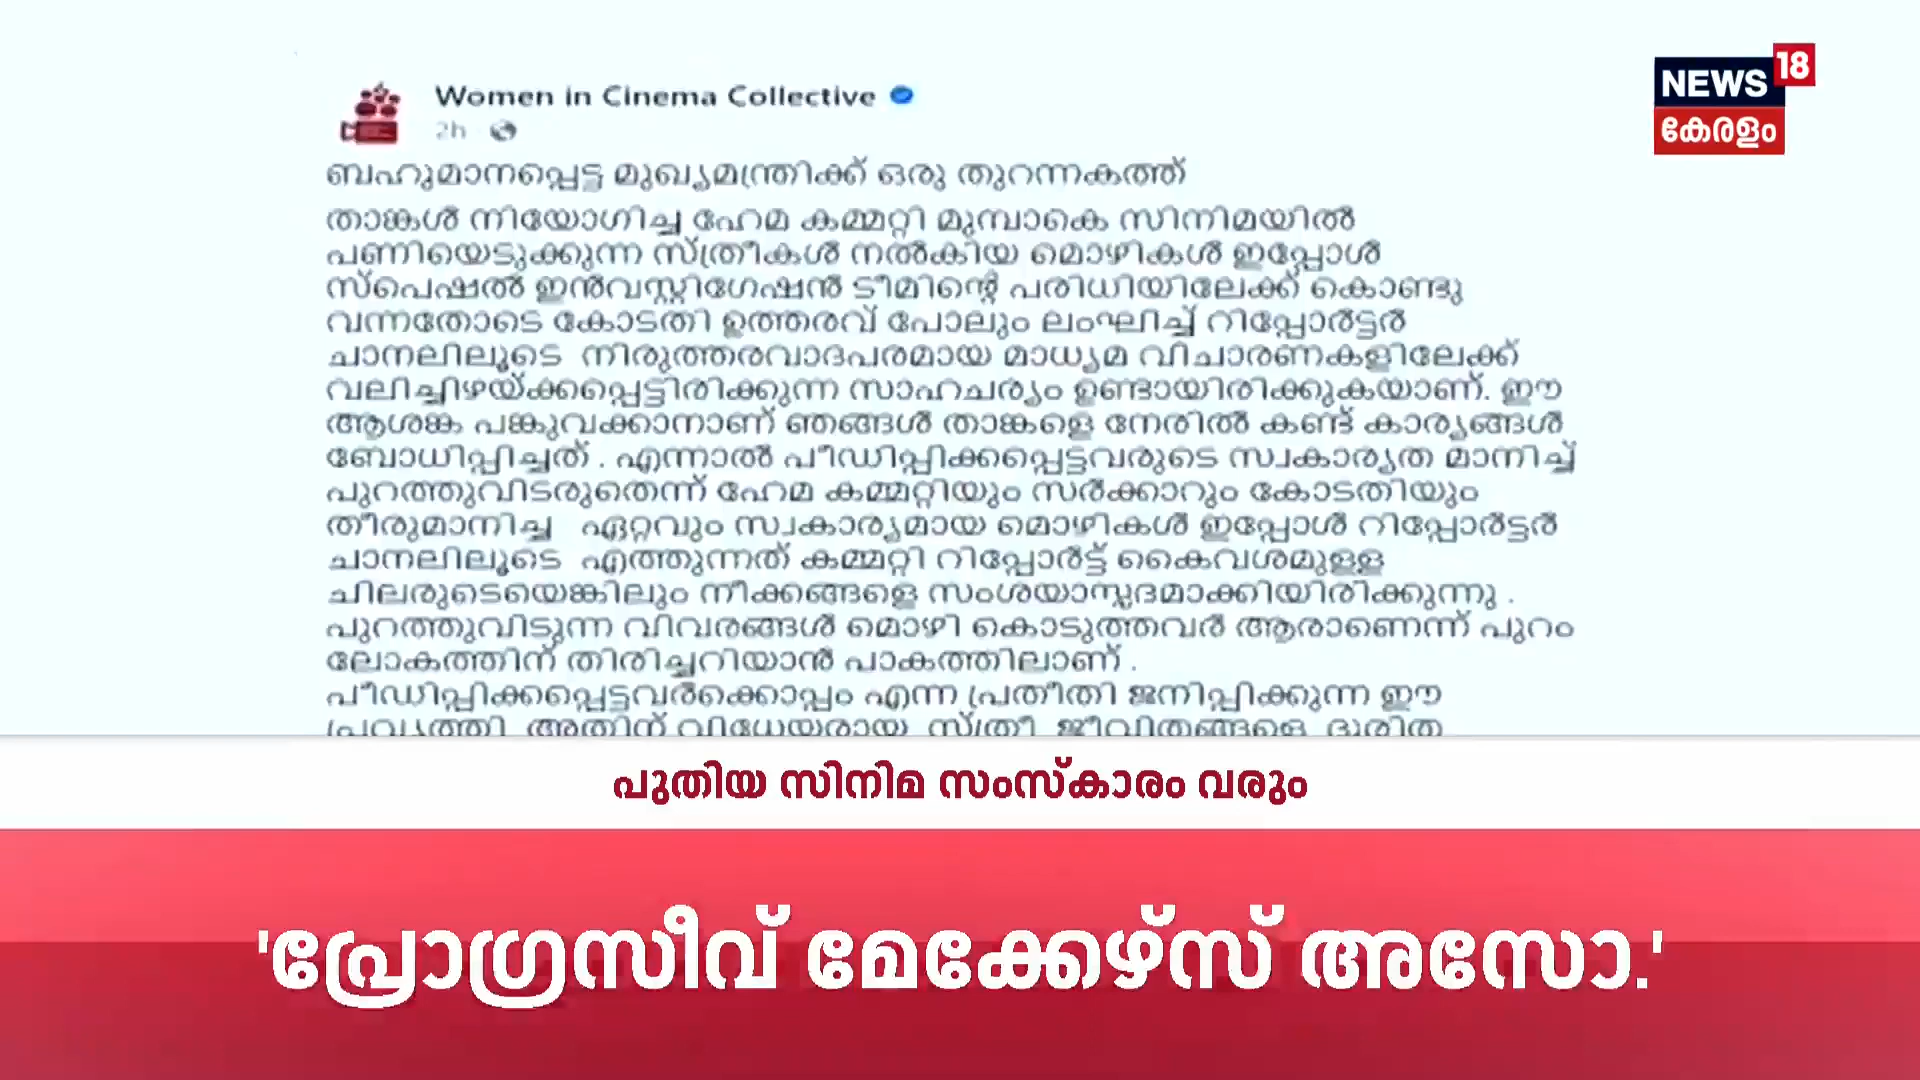 Women in Cinema Collective
2h
NEWS 18
കേരളം
ബഹുമാനപ്പെട്ട മുഖ്യമന്ത്രിക്ക് ഒരു തുറന്നകത്ത്
താങ്കൾ നിയോഗിച്ച ഹേമ കമ്മറ്റി മുമ്പാകെ സിനിമയിൽ
പണിയെടുക്കുന്ന സ്ത്രീകൾ നൽകിയ മൊഴികൾ ഇപ്പോൾ
സ്പെഷൽ ഇൻവസ്റ്റിഗേഷൻ ടീമിന്റെ പരിധിയിലേക്ക് കൊണ്ടു
വന്നതോടെ കോടതി ഉത്തരവ് പോലും ലംഘിച്ച് റിപ്പോർട്ടർ
ചാനലിലൂടെ നിരുത്തരവാദപരമായ മാധ്യമ വിചാരണകളിലേക്ക്
വലിച്ചിഴയ്ക്കപ്പെട്ടിരിക്കുന്ന സാഹചര്യം ഉണ്ടായിരിക്കുകയാണ്. ഈ
ആശങ്ക പങ്കുവക്കാനാണ് ഞങ്ങൾ താങ്കളെ നേരിൽ കണ്ട് കാര്യങ്ങൾ
ബോധിപ്പിച്ചത് . എന്നാൽ പീഡിപ്പിക്കപ്പെട്ടവരുടെ സ്വകാര്യത മാനിച്ച്
പുറത്തുവിടരുതെന്ന് ഹേമ കമ്മറ്റിയും സർക്കാറും കോടതിയും
തീരുമാനിച്ച ഏറ്റവും സ്വകാര്യമായ മൊഴികൾ ഇപ്പോൾ റിപ്പോർട്ടർ
ചാനലിലൂടെ എത്തുന്നത് കമ്മറ്റി റിപ്പോർട്ട് കൈവശമുള്ള
ചിലരുടെയെങ്കിലും നീക്കങ്ങളെ സംശയാസ്പദമാക്കിയിരിക്കുന്നു .
പുറത്തുവിടുന്ന വിവരങ്ങൾ മൊഴി കൊടുത്തവർ ആരാണെന്ന് പുറം
ലോകത്തിന് തിരിച്ചറിയാൻ പാകത്തിലാണ് .
പീഡിപ്പിക്കപ്പെട്ടവർക്കൊപ്പം എന്ന പ്രതീതി ജനിപ്പിക്കുന്ന ഈ
പ്രവൃത്തി അതിന് വിധേയരായ സ്ത്രീ ജീവിതങ്ങളെ ദുരിത
പുതിയ സിനിമ സംസ്കാരം വരും
'പ്രോഗ്രസീവ് മേക്കേഴ്സ് അസോ.'